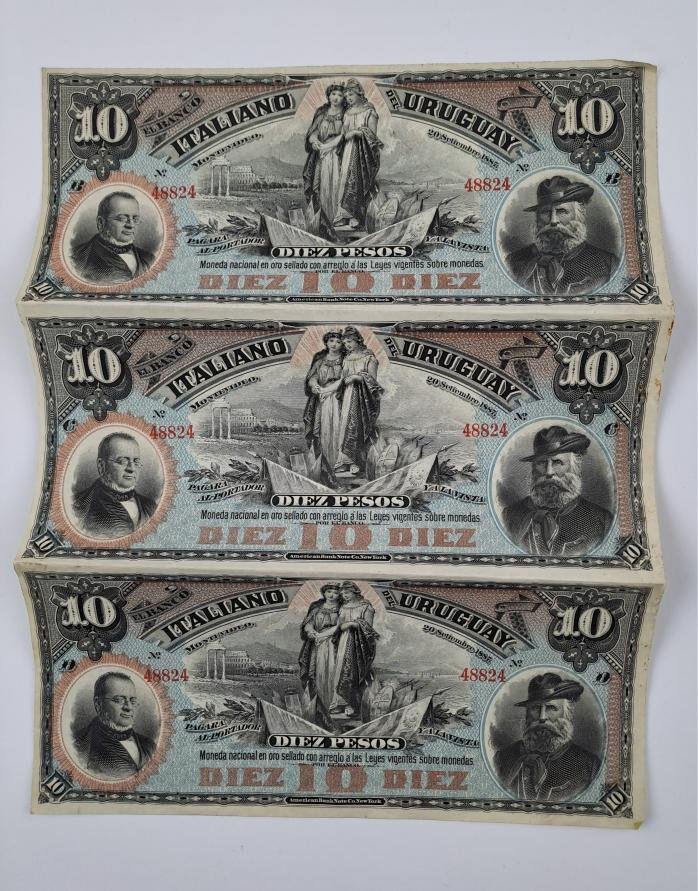 10 EL BANCO ITALIANO DEL URUGUAY 10
MONTEVIDEO, 20 Settiembre 1887.
B Nº 48824 48824 Nº B
PAGARÁ AL PORTADOR Y A LA VISTA
DIEZ PESOS
Moneda nacional en oro sellado con arreglo a las Leyes vigentes sobre monedas
POR EL BANCO
DIEZ 10 DIEZ
10 American Bank Note Co. New York 10
10 EL BANCO ITALIANO DEL URUGUAY 10
MONTEVIDEO, 20 Settiembre 1887.
C Nº 48824 48824 Nº C
PAGARÁ AL PORTADOR Y A LA VISTA
DIEZ PESOS
Moneda nacional en oro sellado con arreglo a las Leyes vigentes sobre monedas
POR EL BANCO
DIEZ 10 DIEZ
10 American Bank Note Co. New York 10
10 EL BANCO ITALIANO DEL URUGUAY 10
MONTEVIDEO, 20 Settiembre 1887.
D Nº 48824 48824 Nº D
PAGARÁ AL PORTADOR Y A LA VISTA
DIEZ PESOS
Moneda nacional en oro sellado con arreglo a las Leyes vigentes sobre monedas
POR EL BANCO
DIEZ 10 DIEZ
10 American Bank Note Co. New York 10